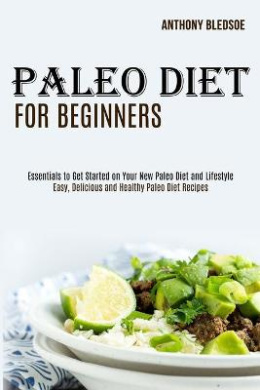 ANTHONY BLEDSOE
PALEO DIET
FOR BEGINNERS
Essentials to Get Started on Your New Paleo Diet and Lifestyle
Easy, Delicious and Healthy Paleo Diet Recipes